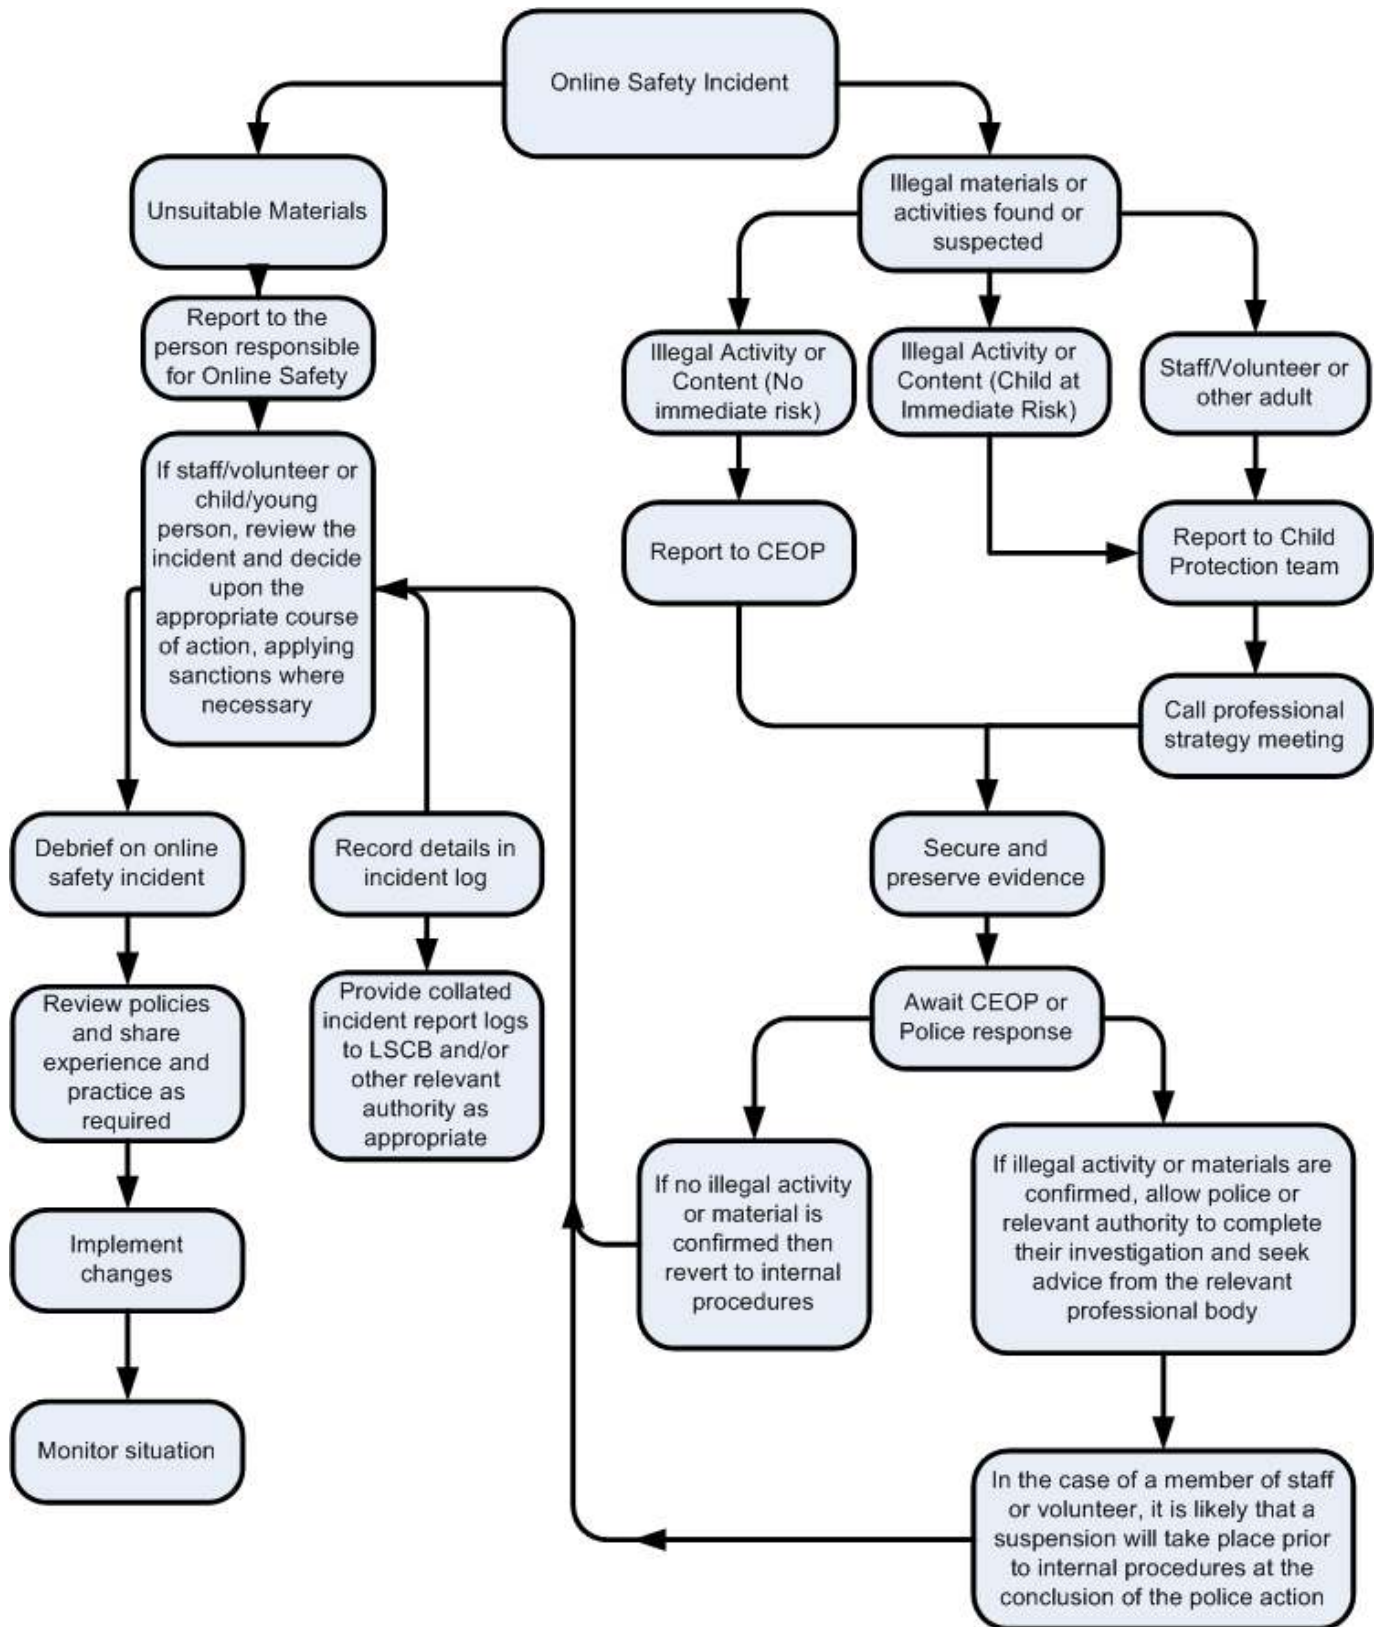 Online Safety Incident
Unsuitable Materials
Report to the
person responsible
for Online Safety
If staff/volunteer or
child/young
person, review the
incident and decide
upon the
appropriate course
of action, applying
sanctions where
necessary
Debrief on online
safety incident
Review policies
and share
experience and
practice as
required
Implement
changes
Monitor situation
Record details in
incident log
Provide collated
incident report logs
to LSCB and/or
other relevant
authority as
appropriate
Illegal materials or
activities found or
suspected
Illegal Activity or
Content (No
immediate risk)
Report to CEOP
Illegal Activity or
Content (Child at
Immediate Risk)
Staff/Volunteer or
other adult
Report to Child
Protection team
Call professional
strategy meeting
Secure and
preserve evidence
Await CEOP or
Police response
If no illegal activity
or material is
confirmed then
revert to internal
procedures
If illegal activity or materials are
confirmed, allow police or
relevant authority to complete
their investigation and seek
advice from the relevant
professional body
In the case of a member of staff
or volunteer, it is likely that a
suspension will take place prior
to internal procedures at the
conclusion of the police action